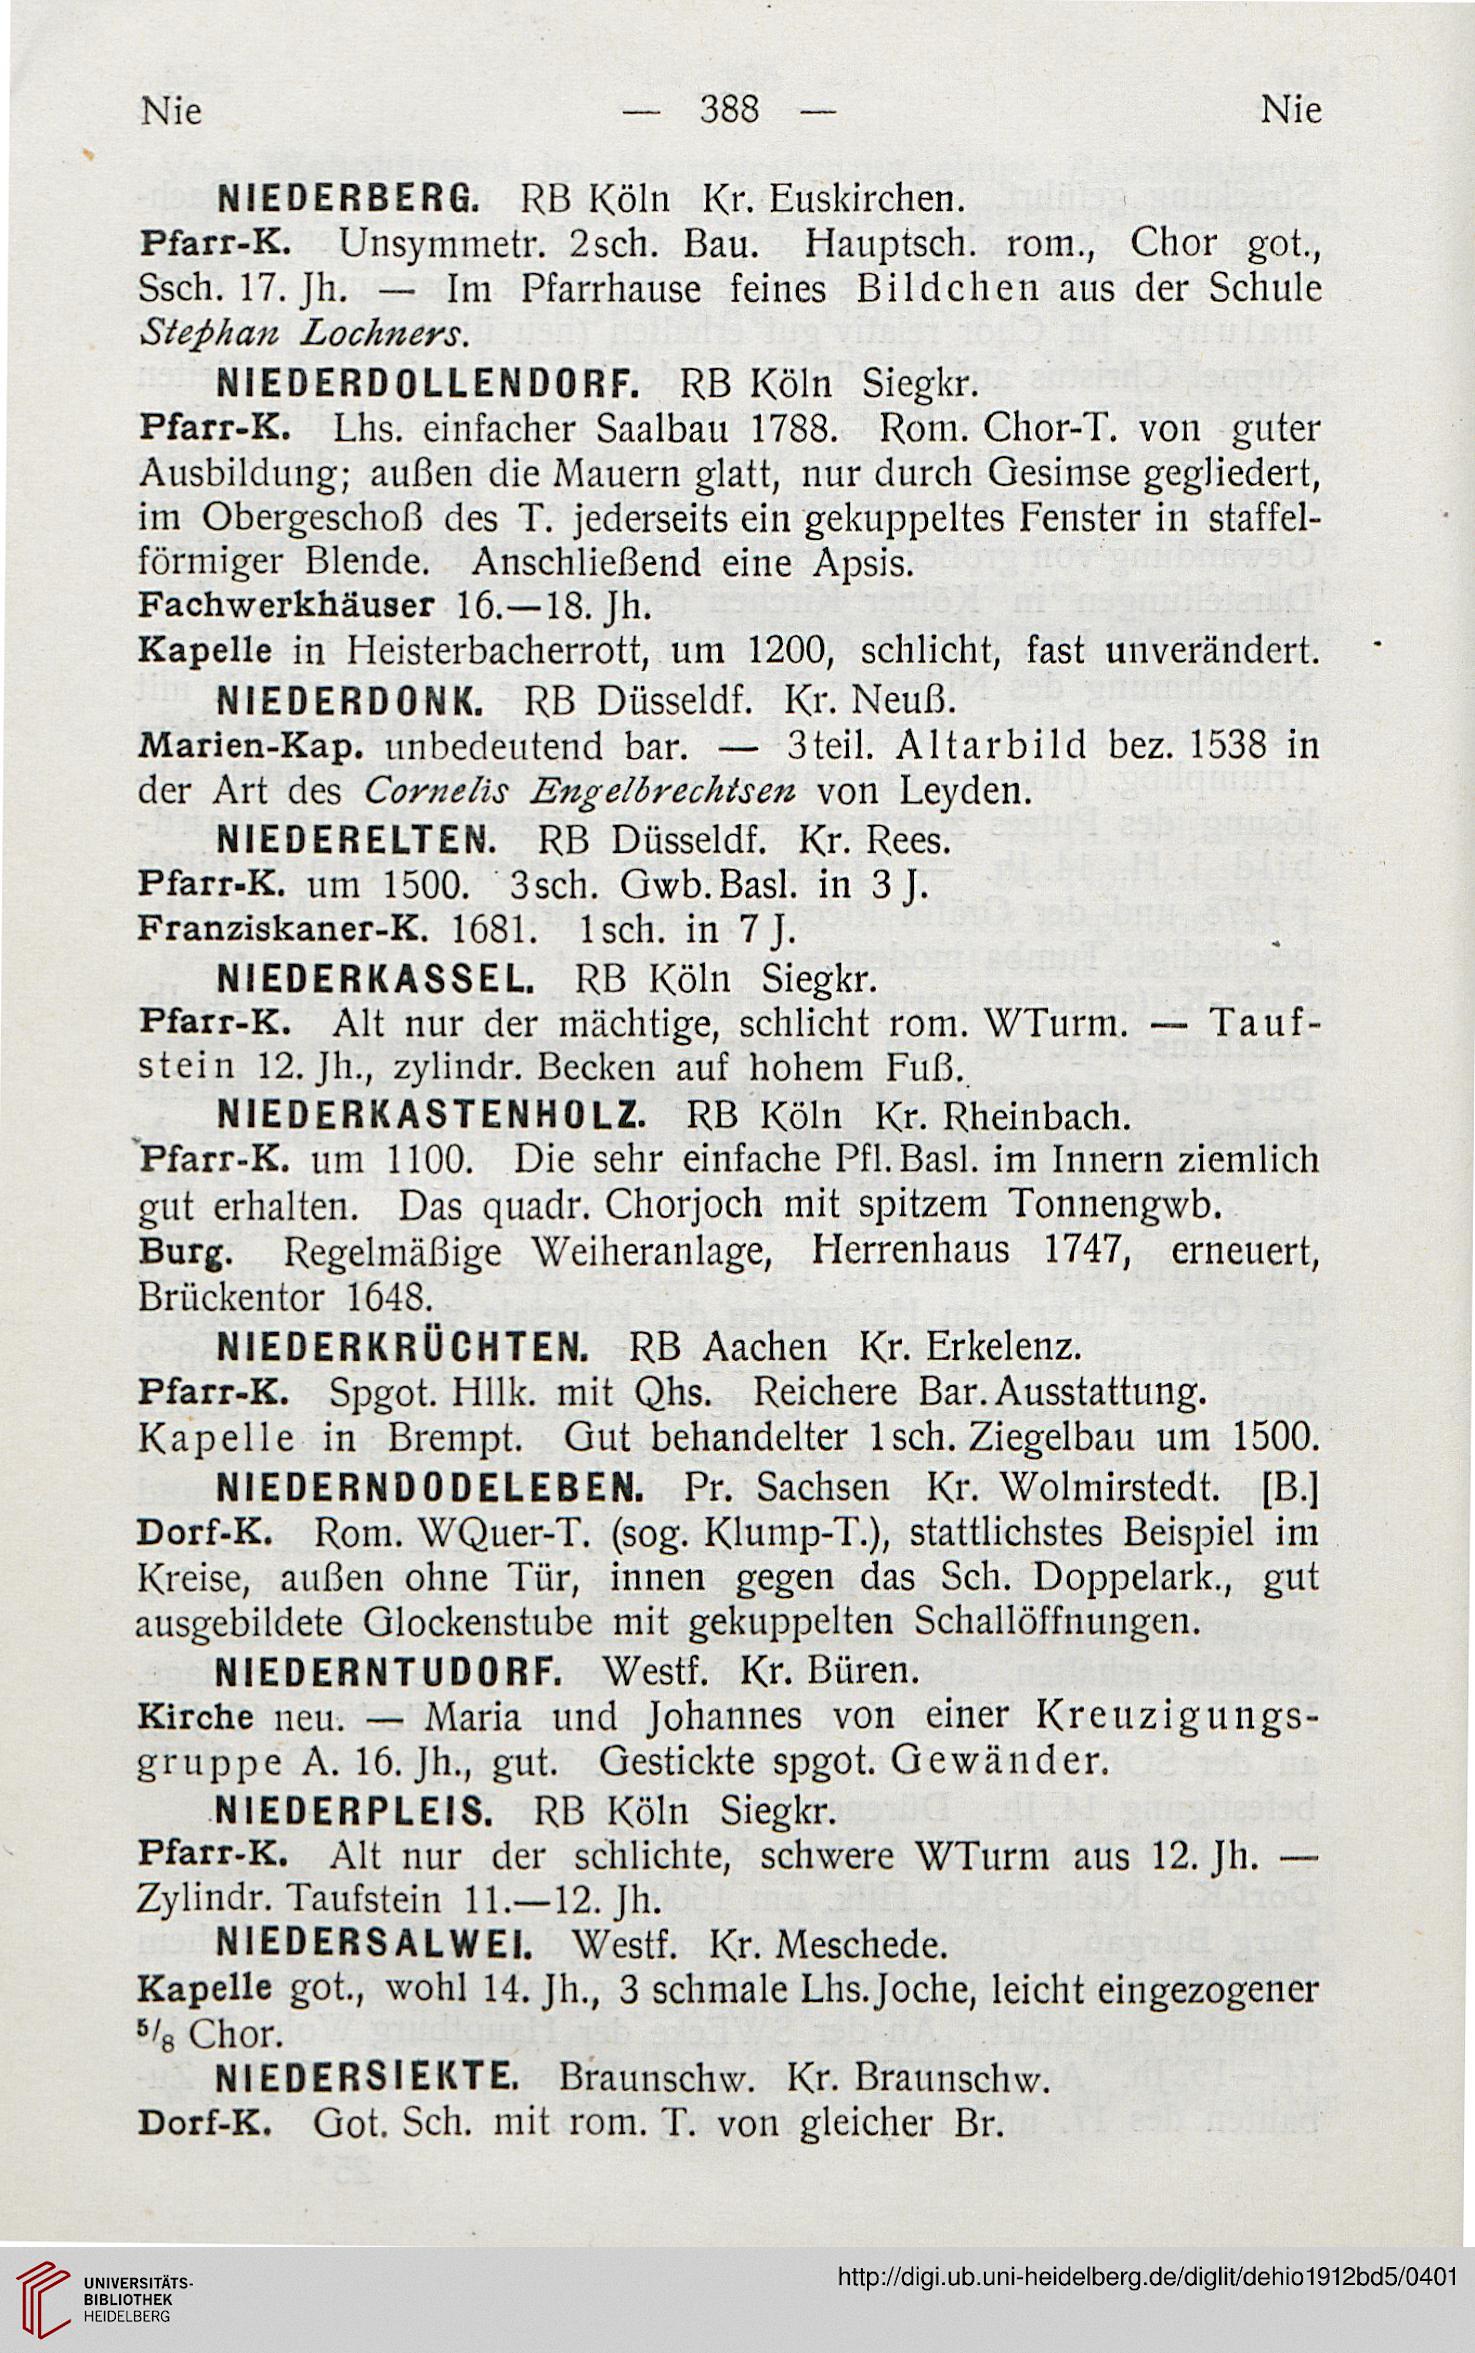 Nie — 388 — Nie
NIEDERBERG. RB Köln Kr. Euskirchen.
Pfarr-K. Unsymmetr. 2sch. Bau. Hauptsch. rom., Chor got.,
Ssch. 17. Jh. — Im Pfarrhause feines Bildchen aus der Schule
Stephan Lochners.
NIEDERDOLLENDORF. RB Köln Siegkr.
Pfarr-K. Lhs. einfacher Saalbau 1788. Rom. Chor-T. von guter
Ausbildung; außen die Mauern glatt, nur durch Gesimse gegliedert,
im Obergeschoß des T. jederseits ein gekuppeltes Fenster in staffel-
förmiger Blende. Anschließend eine Apsis.
Fachwerkhäuser 16.—18. Jh.
Kapelle in Heisterbacherrott, um 1200, schlicht, fast unverändert.
NIEDERDONK. RB Düsseldf. Kr. Neuß.
Marien-Kap. unbedeutend bar. — 3teil. Altarbild bez. 1538 in
der Art des Cornelis Engelbrechtsen von Leyden.
NIEDERELTEN. RB Düsseldf. Kr. Rees.
Pfarr-K. um 1500. 3sch. Gwb.Basl. in 3 J.
Franziskaner-K. 1681. 1sch. in 7 J.
NIEDERKASSEL. RB Köln Siegkr.
Pfarr-K. Alt nur der mächtige, schlicht rom. WTurm. — Tauf-
stein 12. Jh., zylindr. Becken auf hohem Fuß.
NIEDERKASTENHOLZ. RB Köln Kr. Rheinbach.
Pfarr-K. um 1100. Die sehr einfache Pfl.Basl. im Innern ziemlich
gut erhalten. Das quadr. Chorjoch mit spitzem Tonnengwb.
Burg. Regelmäßige Weiheranlage, Herrenhaus 1747, erneuert,
Brückentor 1648.
NIEDERKRÜCHTEN. RB Aachen Kr. Erkelenz.
Pfarr-K. Spgot. Hllk. mit Qhs. Reichere Bar.Ausstattung.
Kapelle in Brempt. Gut behandelter 1sch. Ziegelbau um 1500.
NIEDERNDODELEBEN. Pr. Sachsen Kr. Wolmirstedt. [B.]
Dorf-K. Rom. WQuer-T. (sog. Klump-T.), stattlichstes Beispiel im
Kreise, außen ohne Tür, innen gegen das Sch. Doppelark., gut
ausgebildete Glockenstube mit gekuppelten Schallöffnungen.
NIEDERNTUDORF. Westf. Kr. Büren.
Kirche neu. — Maria und Johannes von einer Kreuzigungs-
gruppe A. 16. Jh., gut. Gestickte spgot. Gewänder.
NIEDERPLEIS. RB Köln Siegkr.
Pfarr-K. Alt nur der schlichte, schwere WTurm aus 12. Jh. —
Zylindr. Taufstein 11.—12. Jh.
NIEDERSALWEI. Westf. Kr. Meschede.
Kapelle got., wohl 14. Jh., 3 schmale Lhs.Joche, leicht eingezogener
5/8 Chor.
NIEDERSIEKTE. Braunschw. Kr. Braunschw.
Dorf-K. Got. Sch. mit rom. T. von gleicher Br.
UNIVERSITÄTS-
BIBLIOTHEK
HEIDELBERG
http://digi.ub.uni-heidelberg.de/diglit/dehio1912bd5/0401